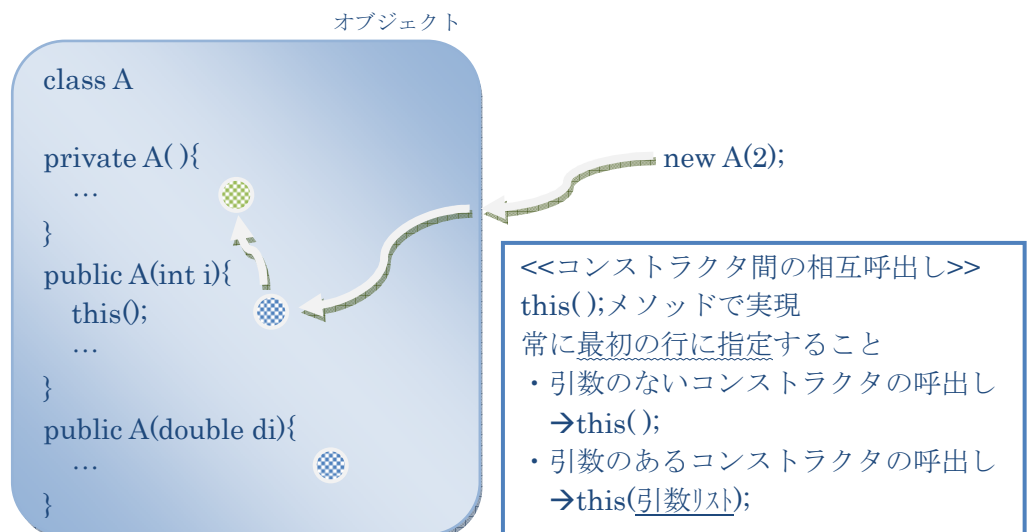 オブジェクト
class A
private A( ){
…
}
public A(int i){
this();
…
}
public A(double di){
…
}
new A(2);
<<コンストラクタ間の相互呼出し>>
this( );メソッドで実現
常に最初の行に指定すること
・引数のないコンストラクタの呼出し
→this( );
・引数のあるコンストラクタの呼出し
→this(引数リスト);